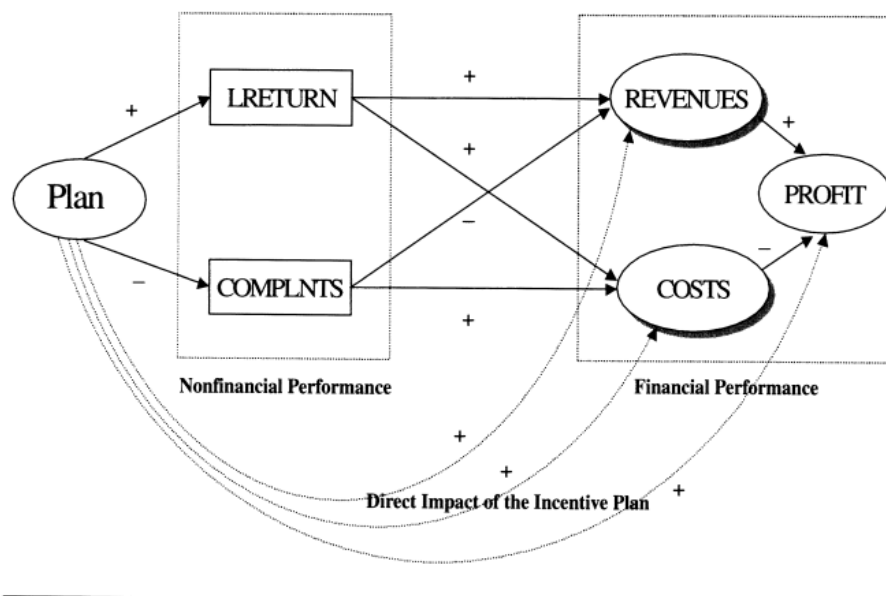 +
LRETURN
+
REVENUES
+
+
Plan
PROFIT
−
−
−
COMPLNTS
COSTS
+
Nonfinancial Performance
Financial Performance
+
+
+
Direct Impact of the Incentive Plan